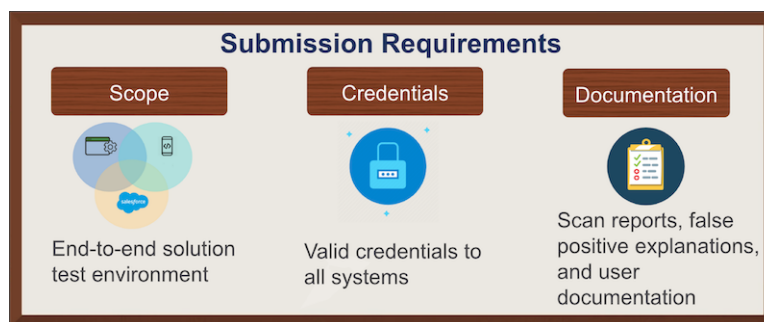 Submission Requirements
Scope
Credentials
Documentation
salesforce
End-to-end solution
test environment
Valid credentials to
all systems
Scan reports, false
positive explanations,
and user
documentation